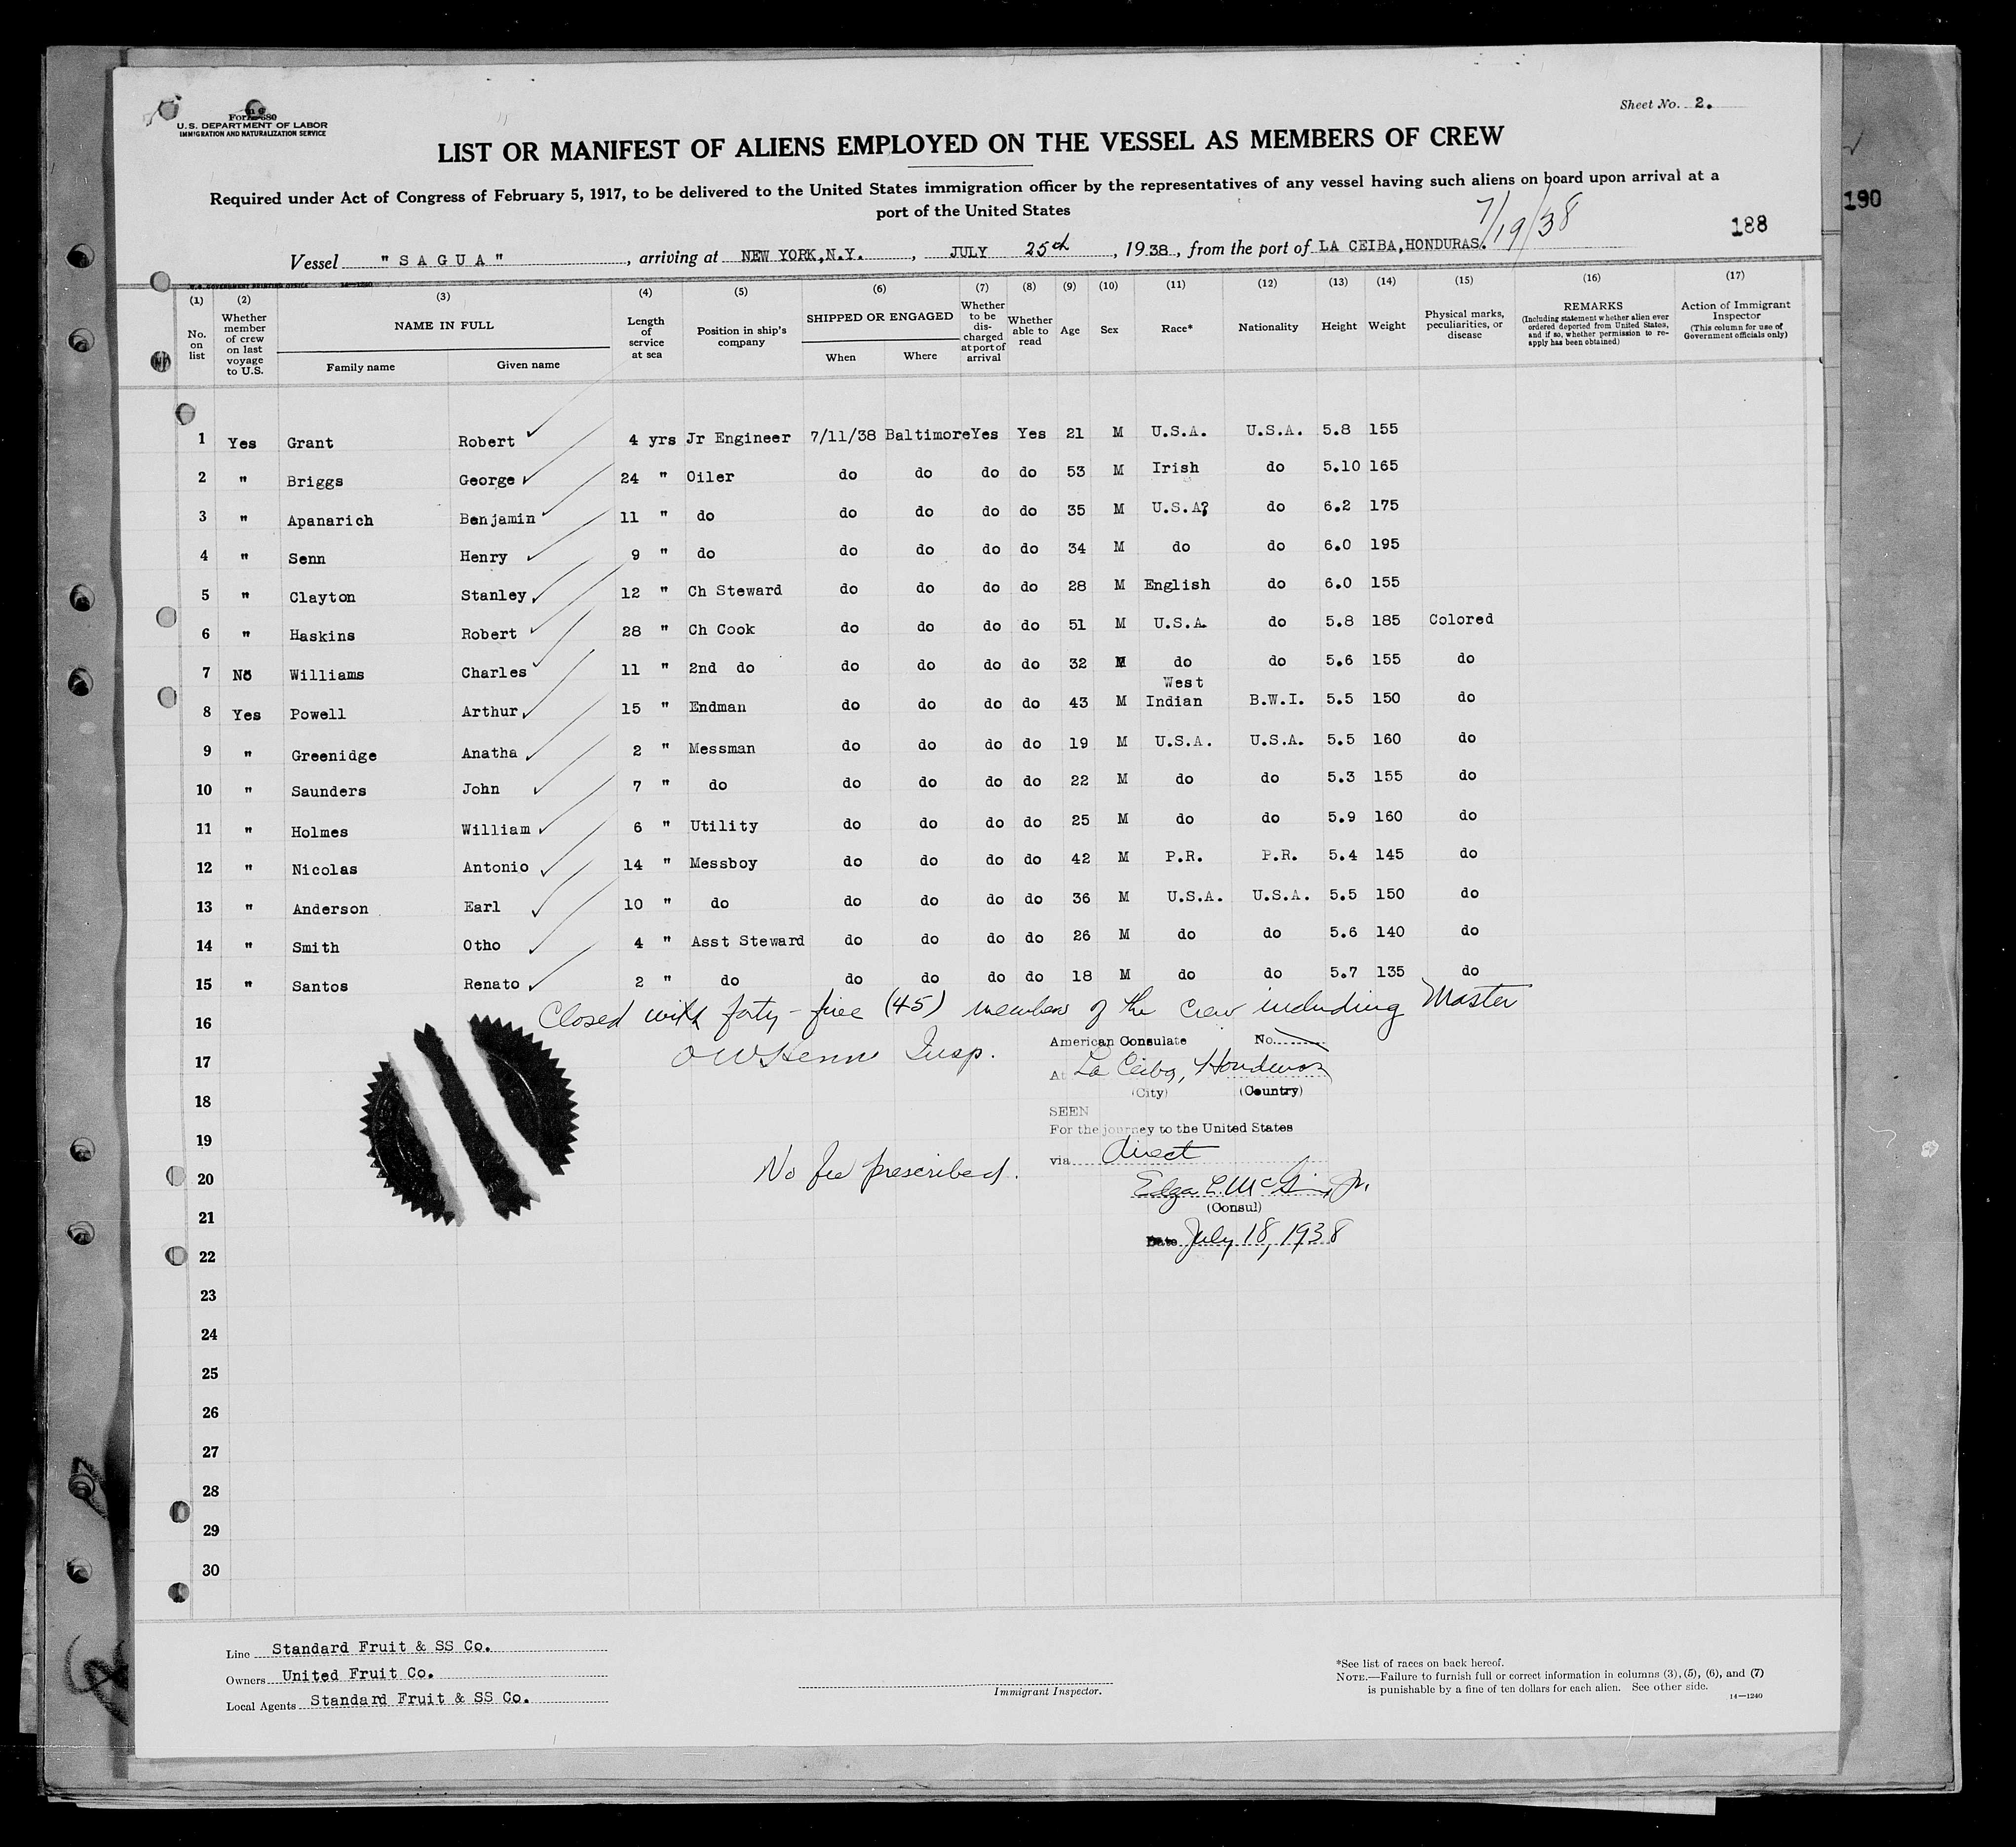 Sheet No. 2.
U.S. DEPARTMENT OF LABOR
IMMIGRATION AND NATURALIZATION SERVICE
LIST OR MANIFEST OF ALIENS EMPLOYED ON THE VESSEL AS MEMBERS OF CREW
Required under Act of Congress of February 5, 1917, to be delivered to the United States immigration officer by the representatives of any vessel having such aliens on board upon arrival at a
port of the United States
7/19/38
188
190
Vessel "SAGUA", arriving at NEW YORK,N.Y., JULY 25th, 1938, from the port of LA CEIBA,HONDURAS.
(1) (2) (3) (4) (5) (6) (7) (8) (9) (10) (11) (12) (13) (14) (15) (16) (17)
No. on list
Whether member of crew on last voyage to U.S.
NAME IN FULL
Family name
Given name
Length of service at sea
Position in ship's company
SHIPPED OR ENGAGED
When
Where
Whether to be discharged at port of arrival
Whether able to read
Age
Sex
Race*
Nationality
Height
Weight
Physical marks, peculiarities, or disease
REMARKS
(Including statement whether alien ever ordered deported from United States, and if so, whether permission to reapply has been obtained)
Action of Immigrant Inspector
(This column for use of Government officials only)
1 Yes Grant Robert 4 yrs Jr Engineer 7/11/38 Baltimore Yes Yes 21 M U.S.A. U.S.A. 5.8 155
2 " Briggs George 24 " Oiler do do do do 53 M Irish do 5.10 165
3 " Apanarich Benjamin 11 " do do do do do 35 M U.S.A? do 6.2 175
4 " Senn Henry 9 " do do do do do 34 M do do 6.0 195
5 " Clayton Stanley 12 " Ch Steward do do do do 28 M English do 6.0 155
6 " Haskins Robert 28 " Ch Cook do do do do 51 M U.S.A. do 5.8 185 Colored
7 No Williams Charles 11 " 2nd do do do do do 32 M do do 5.6 155 do
8 Yes Powell Arthur 15 " Endman do do do do 43 M West Indian B.W.I. 5.5 150 do
9 " Greenidge Anatha 2 " Messman do do do do 19 M U.S.A. U.S.A. 5.5 160 do
10 " Saunders John 7 " do do do do do 22 M do do 5.3 155 do
11 " Holmes William 6 " Utility do do do do 25 M do do 5.9 160 do
12 " Nicolas Antonio 14 " Messboy do do do do 42 M P.R. P.R. 5.4 145 do
13 " Anderson Earl 10 " do do do do do 36 M U.S.A. U.S.A. 5.5 150 do
14 " Smith Otho 4 " Asst Steward do do do do 26 M do do 5.6 140 do
15 " Santos Renato 2 " do do do do do 18 M do do 5.7 135 do
Closed with forty-five (45) members of the crew including Master
16
Insp.
American Consulate No.
17
At La Ceiba, Honduras
(City) (Country)
18
SEEN
For the journey to the United States
19
via direct
No fee prescribed.
20
Jr.
(Consul)
21
Date July 18, 1938
22
23
24
25
26
27
28
29
30
Line Standard Fruit & SS Co.
Owners United Fruit Co.
Local Agents Standard Fruit & SS Co.
Immigrant Inspector.
*See list of races on back hereof.
NOTE.—Failure to furnish full or correct information in columns (3), (5), (6), and (7)
is punishable by a fine of ten dollars for each alien. See other side.
14—1240